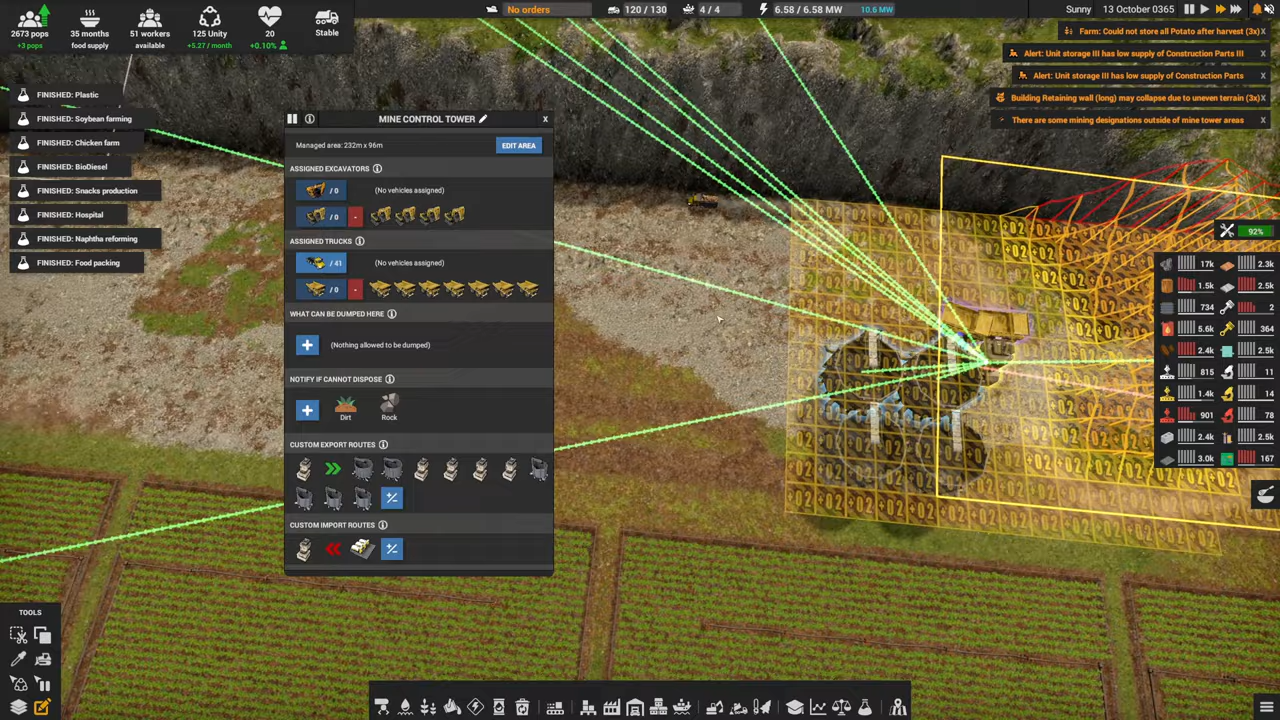 2673 pops
+3 pops
35 months
food supply
51 workers
available
125 Unity
+5.27 / month
20
+0.10%
Stable
No orders
120 / 130
4 / 4
6.58 / 6.58 MW
10.6 MW
Sunny
13 October 0365
Farm: Could not store all Potato after harvest (3x)
X
Alert: Unit storage III has low supply of Construction Parts III
X
Alert: Unit storage III has low supply of Construction Parts
X
Building Retaining wall (long) may collapse due to uneven terrain (3x)
X
There are some mining designations outside of mine tower areas
X
FINISHED: Plastic
FINISHED: Soybean farming
FINISHED: Chicken farm
FINISHED: BioDiesel
FINISHED: Snacks production
FINISHED: Hospital
FINISHED: Naphtha reforming
FINISHED: Food packing
MINE CONTROL TOWER
x
Managed area: 232m x 96m
EDIT AREA
ASSIGNED EXCAVATORS
/ 0
(No vehicles assigned)
/ 0
-
ASSIGNED TRUCKS
/ 41
(No vehicles assigned)
/ 0
-
WHAT CAN BE DUMPED HERE
+
(Nothing allowed to be dumped)
NOTIFY IF CANNOT DISPOSE
+
Dirt
Rock
CUSTOM EXPORT ROUTES
CUSTOM IMPORT ROUTES
92%
17k
2.3k
1.5k
2.5k
734
2
5.6k
364
2.4k
2.5k
815
11
1.4k
14
901
78
2.4k
2.5k
3.0k
167
TOOLS